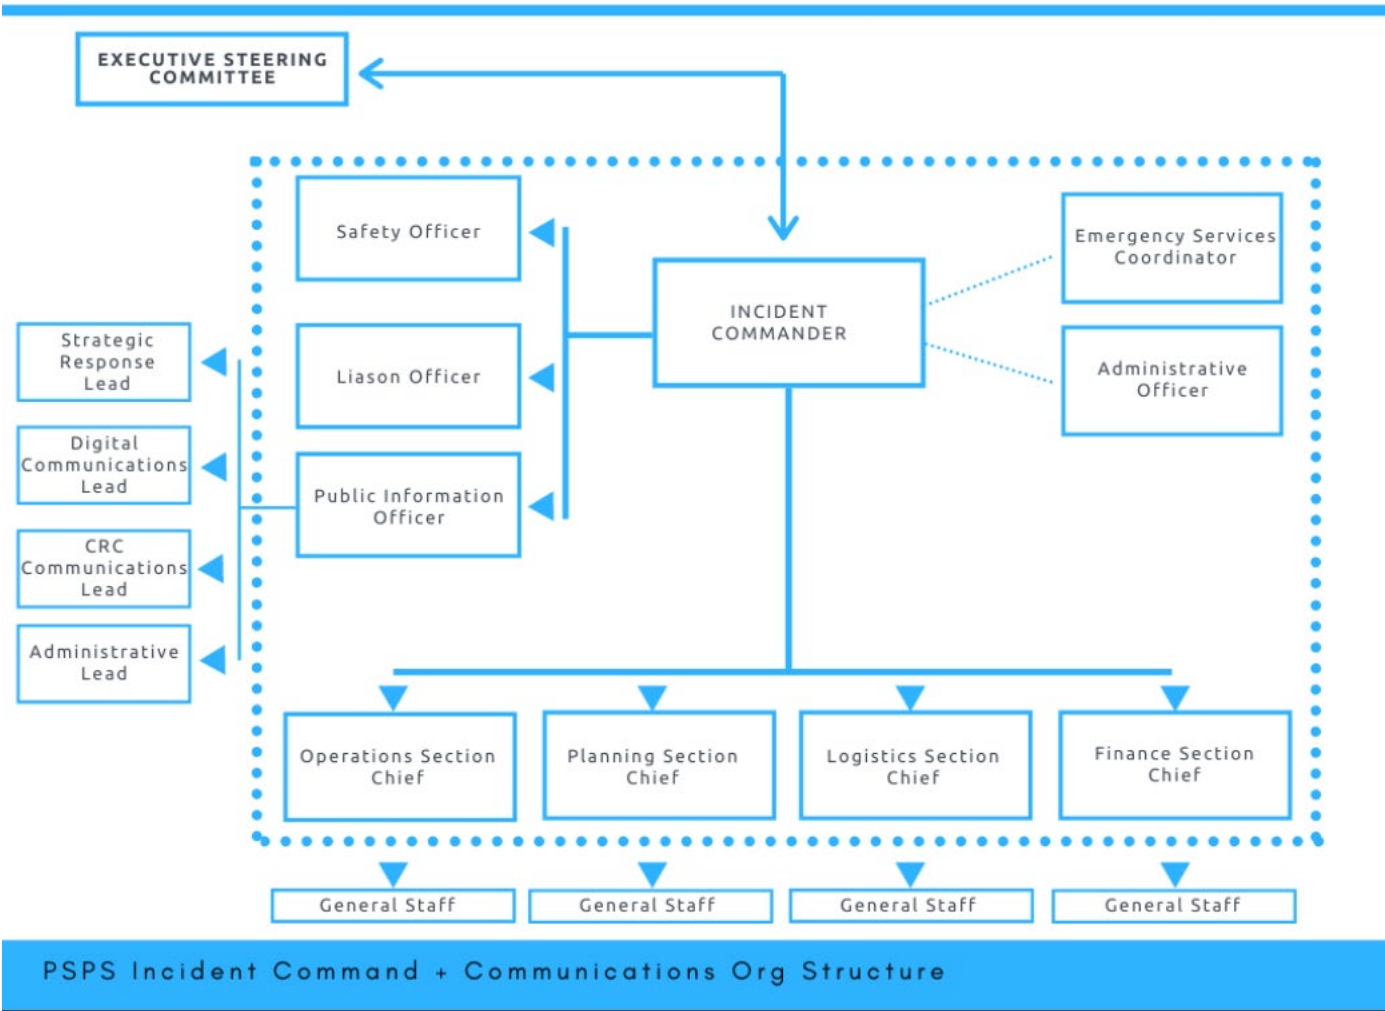 EXECUTIVE STEERING
COMMITTEE
Safety Officer
Emergency Services
Coordinator
INCIDENT
COMMANDER
Strategic
Response
Lead
Liason Officer
Administrative
Officer
Digital
Communications
Lead
Public Information
Officer
CRC
Communications
Lead
Administrative
Lead
Operations Section
Chief
Planning Section
Chief
Logistics Section
Chief
Finance Section
Chief
General Staff
General Staff
General Staff
General Staff
PSPS Incident Command + Communications Org Structure